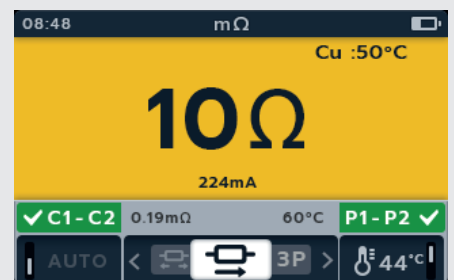 08:48 mΩ
Cu :50°C
10Ω
224mA
✓ C1-C2 0.19mΩ 60°C P1-P2 ✓
AUTO < 3P > 44°C